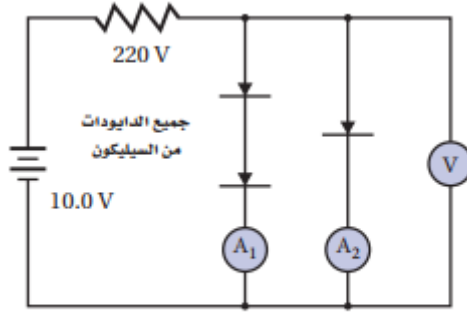 220 V
جميع الدايودات
من السيليكون
10.0 V
A1
A2
V